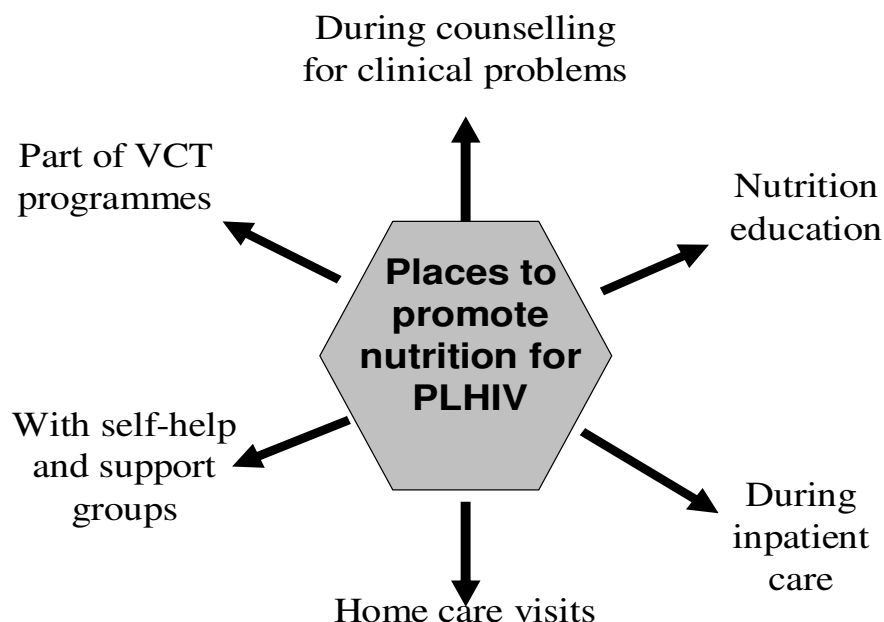 During counselling
for clinical problems
Part of VCT
programmes
Nutrition
education
Places to
promote
nutrition for
PLHIV
With self-help
and support
groups
During
inpatient
care
Home care visits